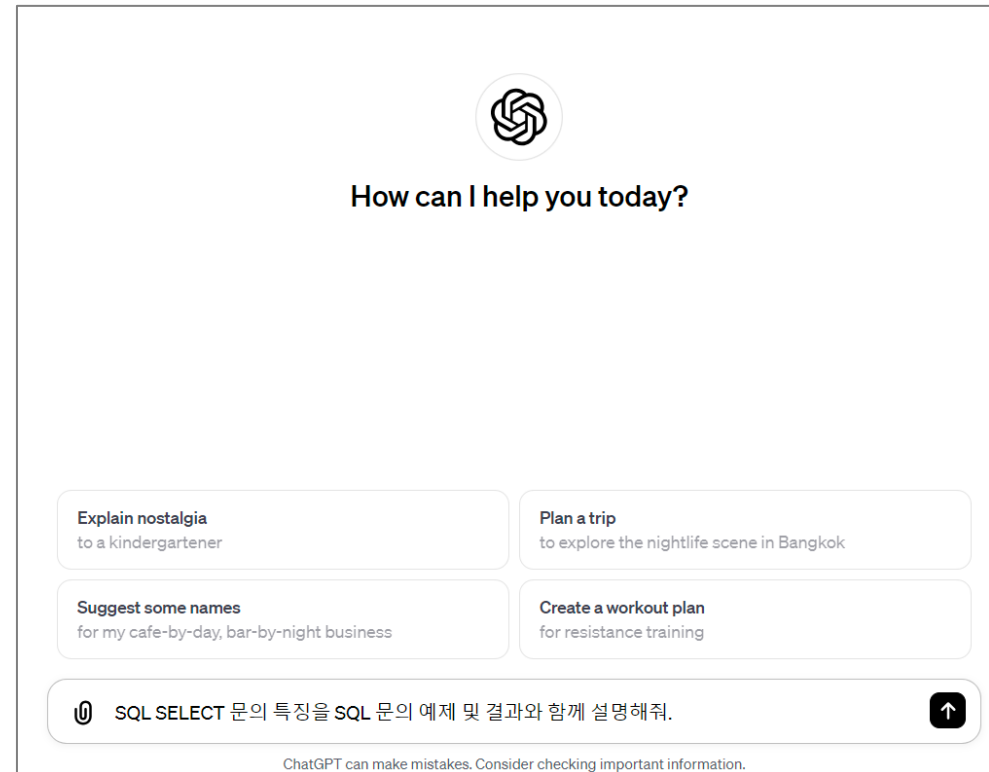 How can I help you today?
Explain nostalgia
to a kindergartener
Plan a trip
to explore the nightlife scene in Bangkok
Suggest some names
for my cafe-by-day, bar-by-night business
Create a workout plan
for resistance training
SQL SELECT 문의 특징을 SQL 문의 예제 및 결과와 함께 설명해줘.
ChatGPT can make mistakes. Consider checking important information.